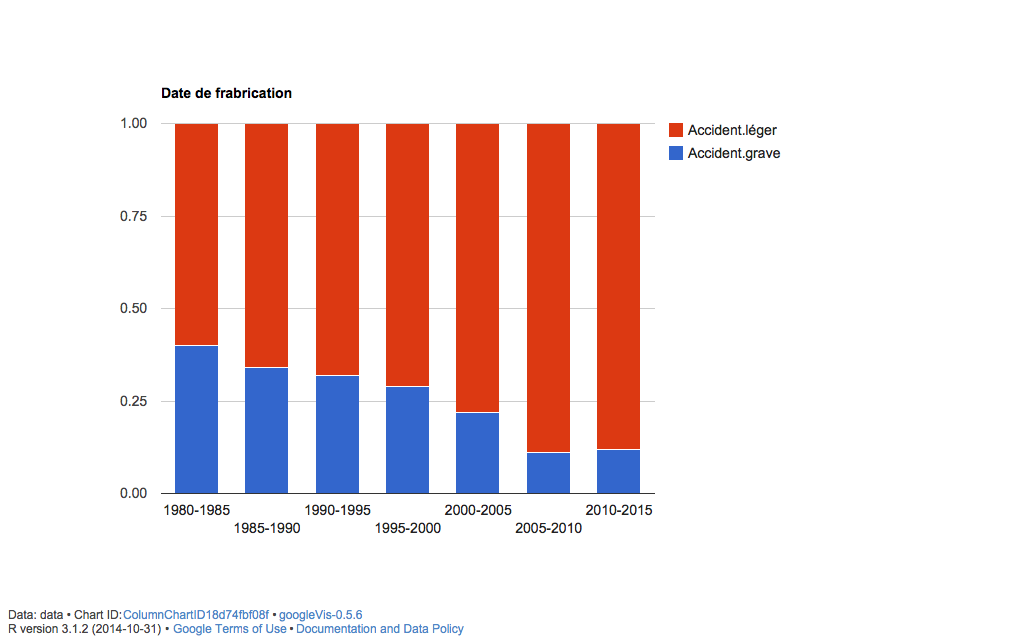 Date de frabrication
1.00
0.75
0.50
0.25
0.00
Accident.léger
Accident.grave
1980-1985
1985-1990
1990-1995
1995-2000
2000-2005
2005-2010
2010-2015
Data: data • Chart ID: ColumnChartID18d74fbf08f • googleVis-0.5.6
R version 3.1.2 (2014-10-31) • Google Terms of Use • Documentation and Data Policy